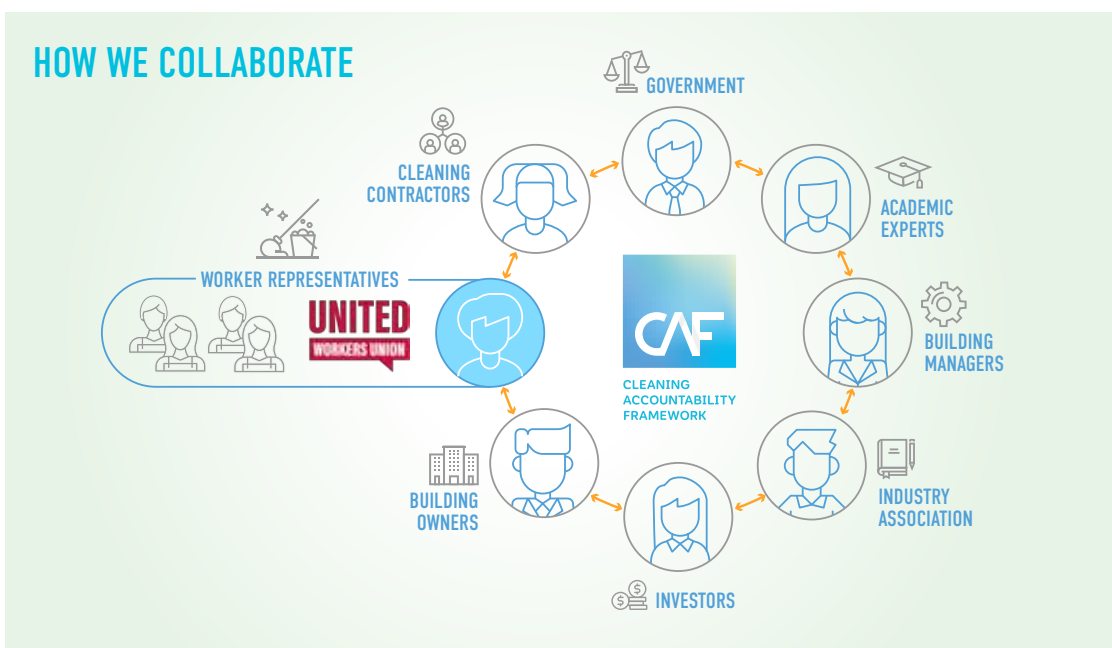 HOW WE COLLABORATE
GOVERNMENT
CLEANING
CONTRACTORS
ACADEMIC
EXPERTS
WORKER REPRESENTATIVES
UNITED
WORKERS UNION
CAF
CLEANING
ACCOUNTABILITY
FRAMEWORK
BUILDING
MANAGERS
BUILDING
OWNERS
INDUSTRY
ASSOCIATION
$
$
INVESTORS